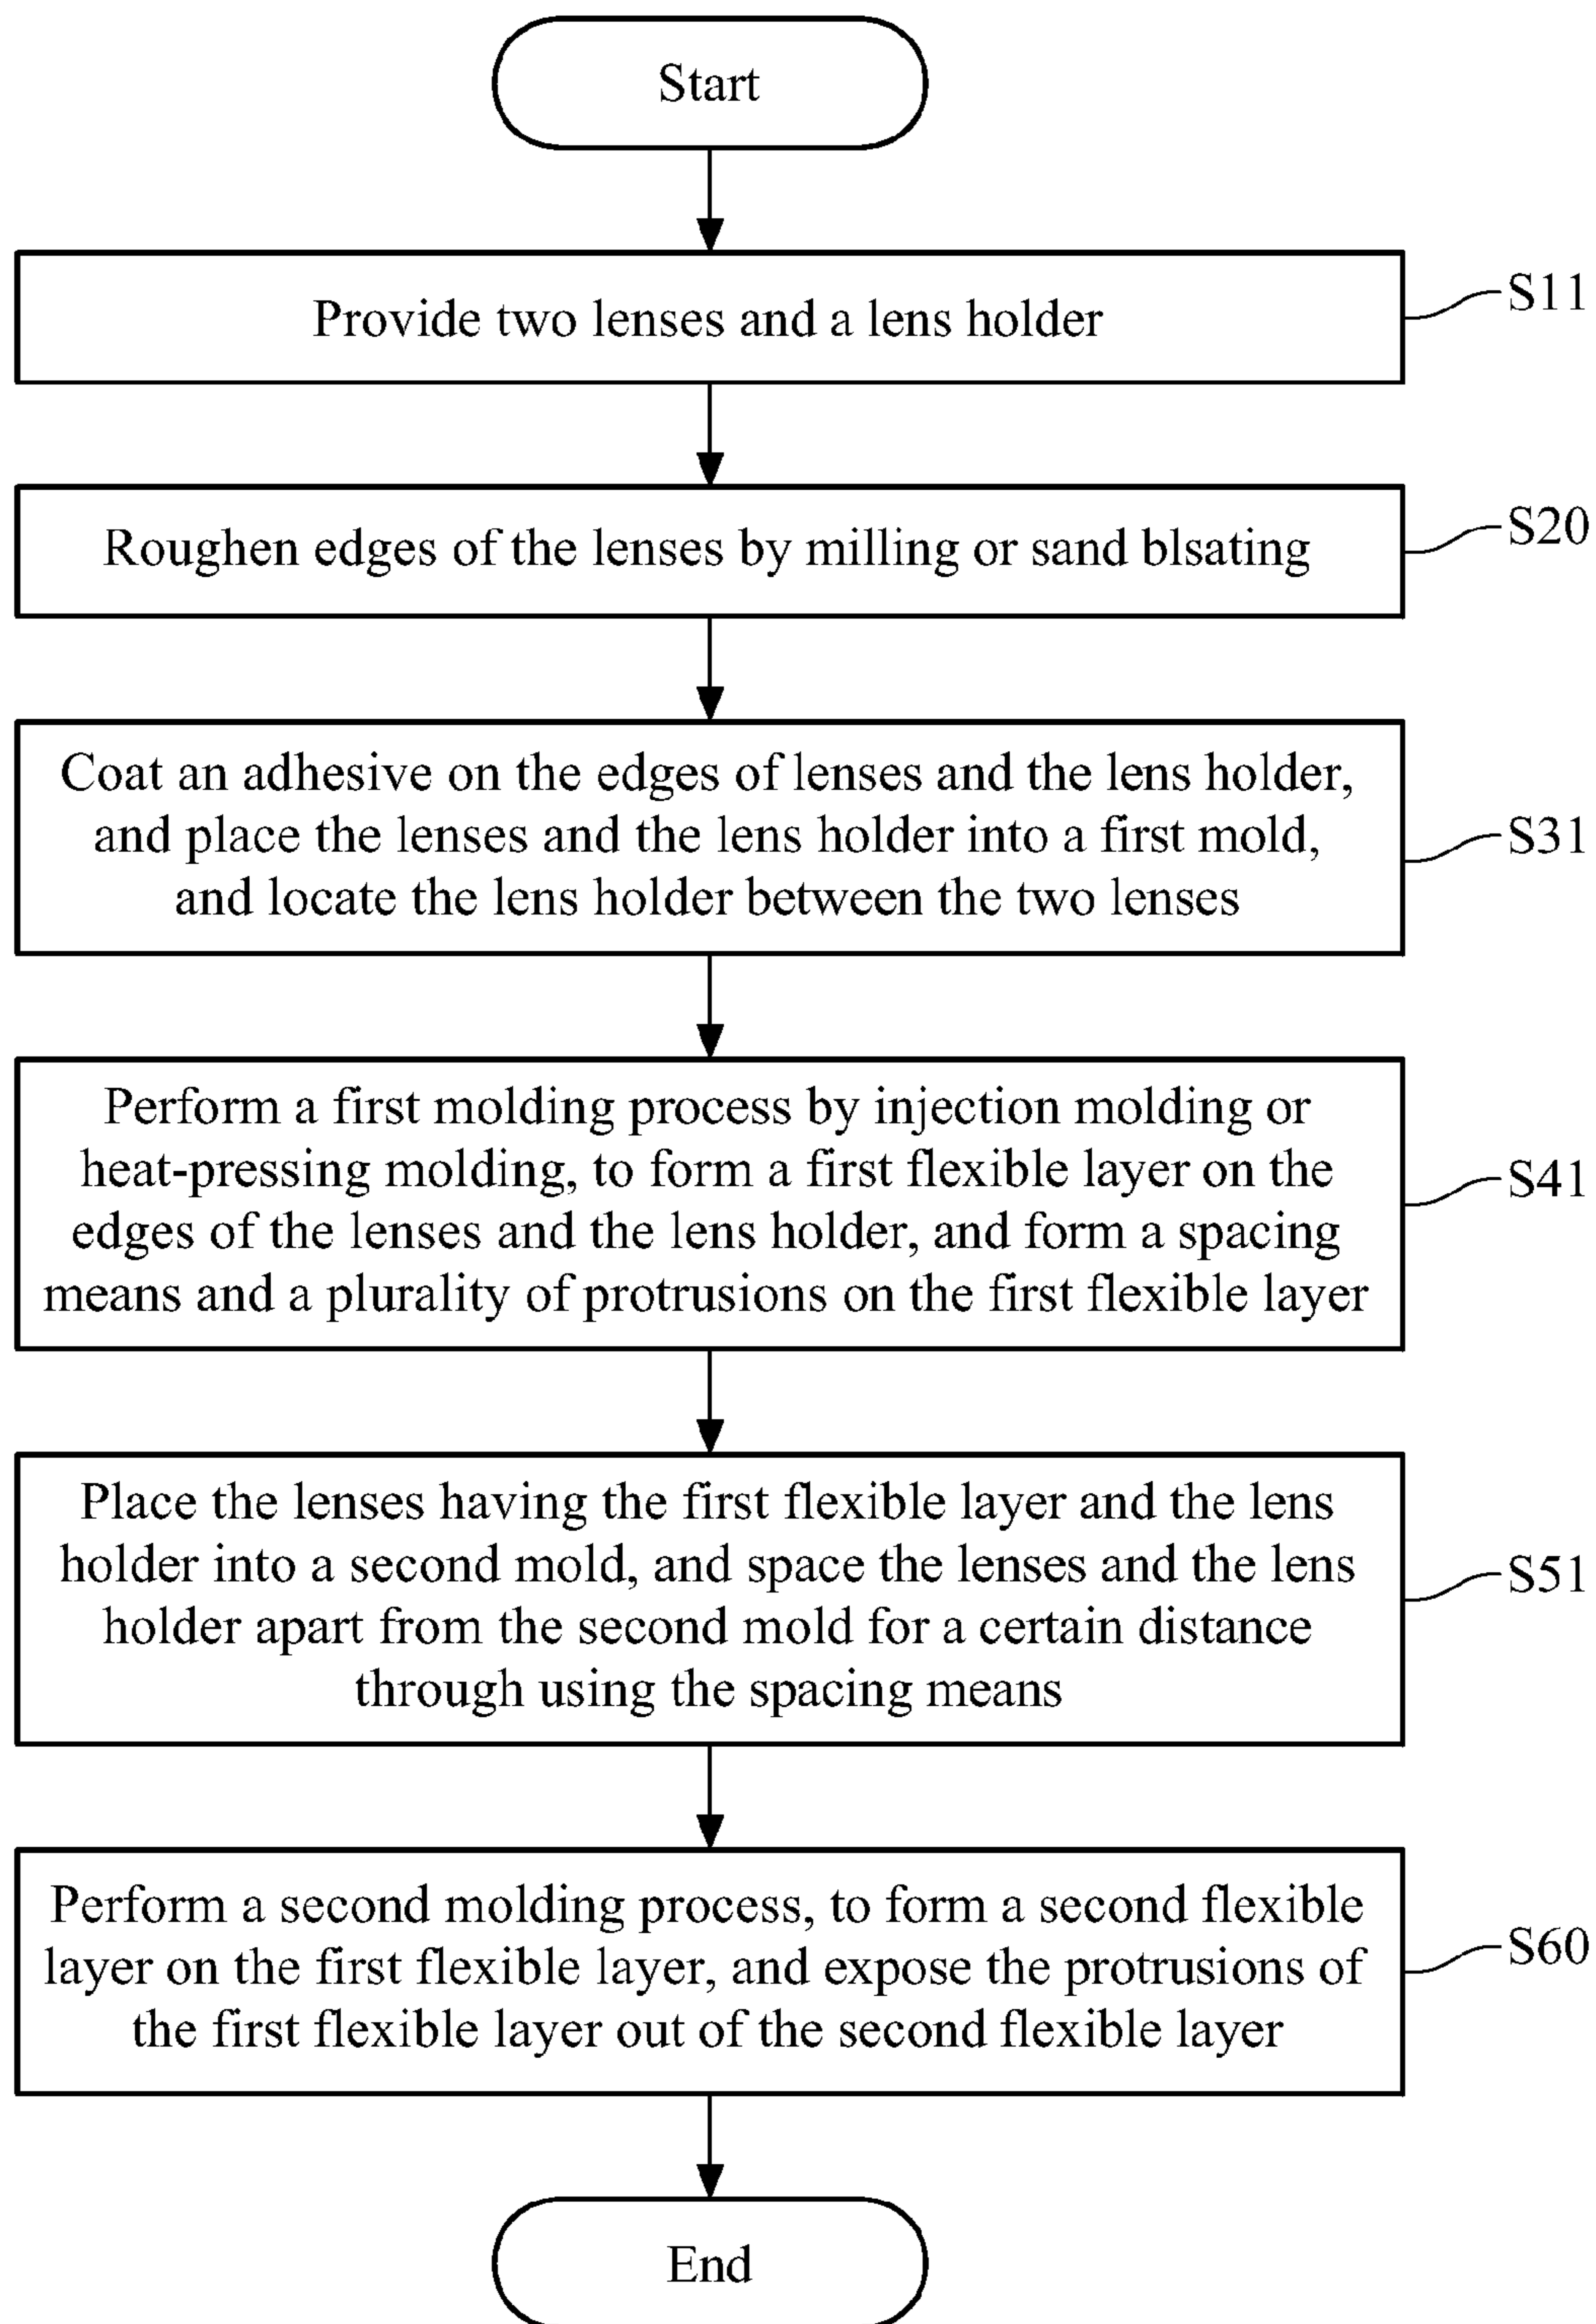 Start
Provide two lenses and a lens holder
S11
Roughen edges of the lenses by milling or sand blsating
S20
Coat an adhesive on the edges of lenses and the lens holder,
and place the lenses and the lens holder into a first mold,
and locate the lens holder between the two lenses
S31
Perform a first molding process by injection molding or
heat-pressing molding, to form a first flexible layer on the
edges of the lenses and the lens holder, and form a spacing
means and a plurality of protrusions on the first flexible layer
S41
Place the lenses having the first flexible layer and the lens
holder into a second mold, and space the lenses and the lens
holder apart from the second mold for a certain distance
through using the spacing means
S51
Perform a second molding process, to form a second flexible
layer on the first flexible layer, and expose the protrusions of
the first flexible layer out of the second flexible layer
S60
End